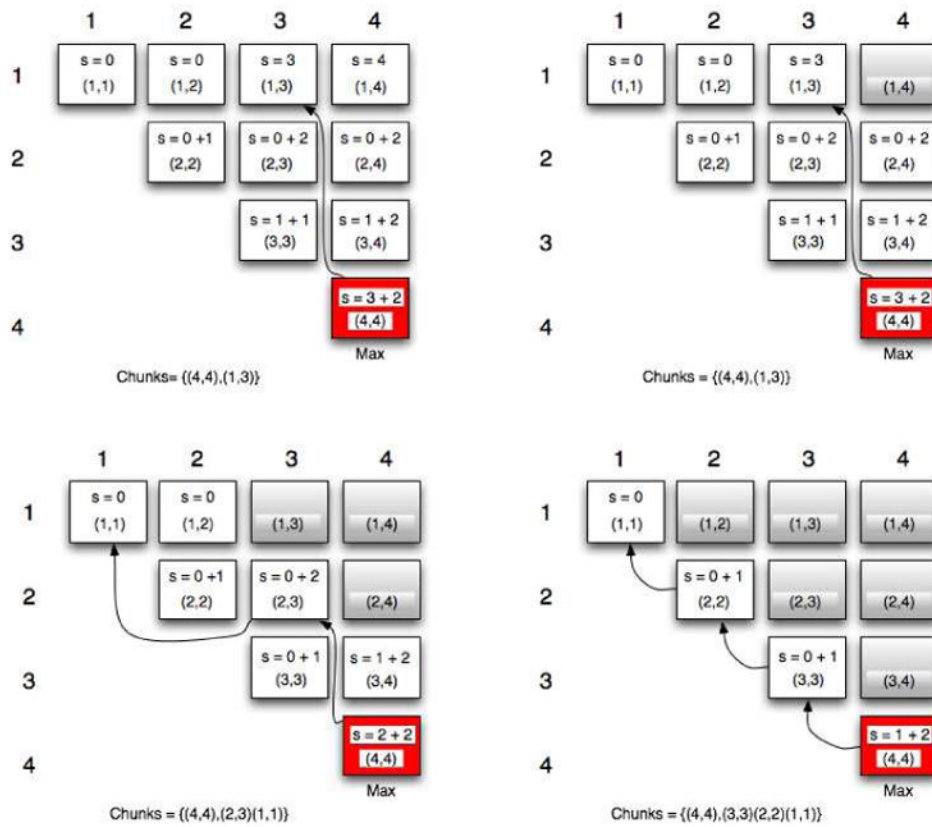 1 2 3 4
1
s = 0 s = 0 s = 3 s = 4
(1,1) (1,2) (1,3) (1,4)
2
s = 0 +1 s = 0 + 2 s = 0 + 2
(2,2) (2,3) (2,4)
3
s = 1 + 1 s = 1 + 2
(3,3) (3,4)
4
s = 3 + 2
(4,4)
Max
Chunks= {(4,4),(1,3)}
1 2 3 4
1
s = 0 s = 0 s = 3
(1,1) (1,2) (1,3) (1,4)
2
s = 0 +1 s = 0 + 2 s = 0 + 2
(2,2) (2,3) (2,4)
3
s = 1 + 1 s = 1 + 2
(3,3) (3,4)
4
s = 3 + 2
(4,4)
Max
Chunks = {(4,4),(1,3)}
1 2 3 4
1
s = 0 s = 0
(1,1) (1,2) (1,3) (1,4)
2
s = 0 +1 s = 0 + 2
(2,2) (2,3) (2,4)
3
s = 0 + 1 s = 1 + 2
(3,3) (3,4)
4
s = 2 + 2
(4,4)
Max
Chunks = {(4,4),(2,3)(1,1)}
1 2 3 4
1
s = 0
(1,1) (1,2) (1,3) (1,4)
2
s = 0 + 1
(2,2) (2,3) (2,4)
3
s = 0 + 1
(3,3) (3,4)
4
s = 1 + 2
(4,4)
Max
Chunks = {(4,4),(3,3)(2,2)(1,1)}